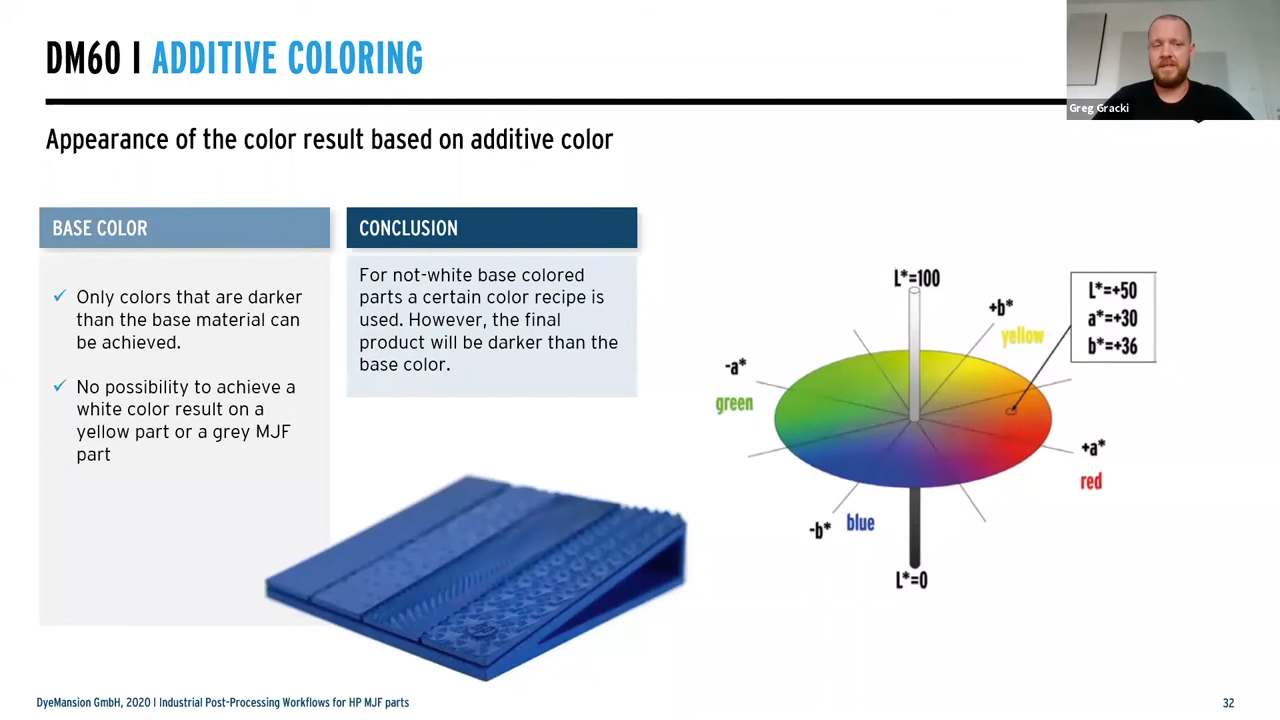 DM60 I ADDITIVE COLORING
Greg Gracki
Appearance of the color result based on additive color
BASE COLOR
✓ Only colors that are darker
than the base material can
be achieved.
✓ No possibility to achieve a
white color result on a
yellow part or a grey MJF
part
CONCLUSION
For not-white base colored
parts a certain color recipe is
used. However, the final
product will be darker than the
base color.
L*=100
+b*
yellow
L*=+50
a*=+30
b*=+36
-a*
green
+a*
red
-b* blue
L*=0
DyeMansion GmbH, 2020 I Industrial Post-Processing Workflows for HP MJF parts
32